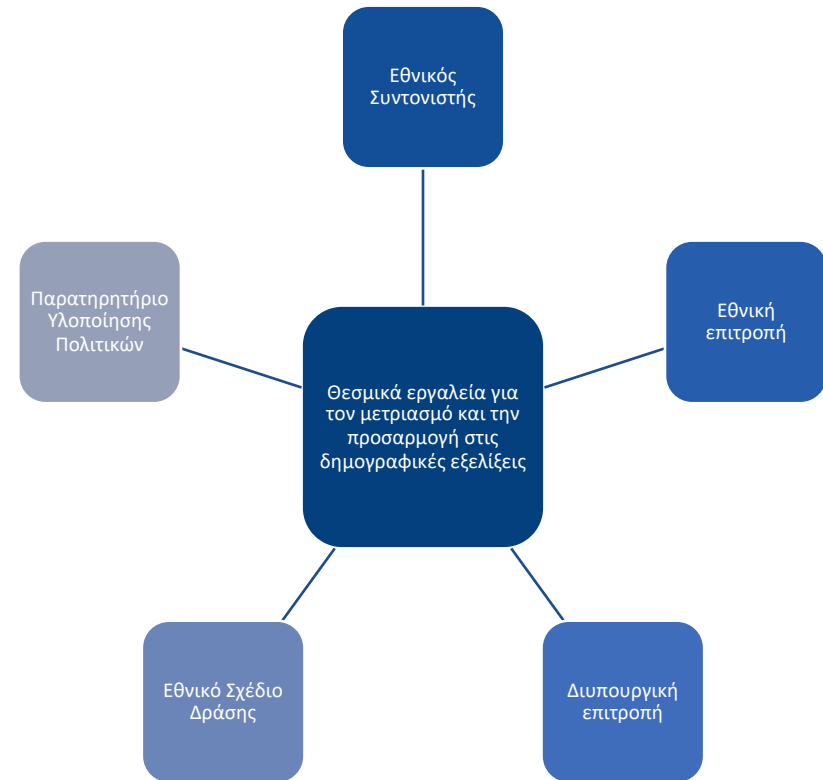 Εθνικός
Συντονιστής
Παρατηρητήριο
Υλοποίησης
Πολιτικών
Εθνική
επιτροπή
Θεσμικά εργαλεία για
τον μετριασμό και την
προσαρμογή στις
δημογραφικές εξελίξεις
Εθνικό Σχέδιο
Δράσης
Διυπουργική
επιτροπή